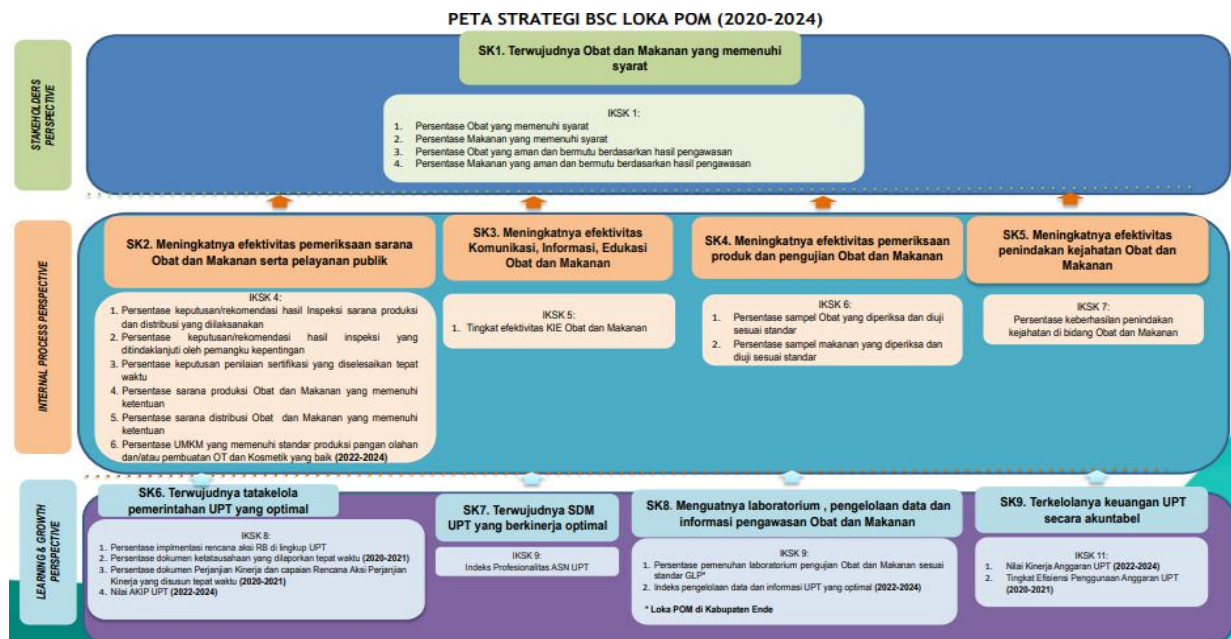 PETA STRATEGI BSC LOKA POM (2020-2024)
STAKEHOLDERS
PERSPECTIVE
SK1. Terwujudnya Obat dan Makanan yang memenuhi
syarat
IKSK 1:
1. Persentase Obat yang memenuhi syarat
2. Persentase Makanan yang memenuhi syarat
3. Persentase Obat yang aman dan bermutu berdasarkan hasil pengawasan
4. Persentase Makanan yang aman dan bermutu berdasarkan hasil pengawasan
INTERNAL PROCESS PERSPECTIVE
SK2. Meningkatnya efektivitas pemeriksaan sarana
Obat dan Makanan serta pelayanan publik
IKSK 4:
1. Persentase keputusan/rekomendasi hasil Inspeksi sarana produksi
dan distribusi yang diilaksanakan
2. Persentase keputusan/rekomendasi hasil inspeksi yang
ditindaklanjuti oleh pemangku kepentingan
3. Persentase keputusan penilaian sertifikasi yang diselesaikan tepat
waktu
4. Persentase sarana produksi Obat dan Makanan yang memenuhi
ketentuan
5. Persentase sarana distribusi Obat dan Makanan yang memenuhi
ketentuan
6. Persentase UMKM yang memenuhi standar produksi pangan olahan
dan/atau pembuatan OT dan Kosmetik yang baik (2022-2024)
SK3. Meningkatnya efektivitas
Komunikasi, Informasi, Edukasi
Obat dan Makanan
IKSK 5:
1. Tingkat efektivitas KIE Obat dan Makanan
SK4. Meningkatnya efektivitas pemeriksaan
produk dan pengujian Obat dan Makanan
IKSK 6:
1. Persentase sampel Obat yang diperiksa dan diuji
sesuai standar
2. Persentase sampel makanan yang diperiksa dan
diuji sesuai standar
SK5. Meningkatnya efektivitas
penindakan kejahatan Obat dan
Makanan
IKSK 7:
Persentase keberhasilan penindakan
kejahatan di bidang Obat dan Makanan
LEARNING & GROWTH
PERSPECTIVE
SK6. Terwujudnya tatakelola
pemerintahan UPT yang optimal
IKSK 8:
1. Persentase implmentasi rencana aksi RB di lingkup UPT
2. Persentase dokumen ketatausahaan yang dilaporkan tepat waktu (2020-2021)
3. Persentase dokumen Perjanjian Kinerja dan capaian Rencana Aksi Perjanjian
Kinerja yang disusun tepat waktu (2020-2021)
4. Nilai AKIP UPT (2022-2024)
SK7. Terwujudnya SDM
UPT yang berkinerja optimal
IKSK 9:
Indeks Profesionalitas ASN UPT
SK8. Menguatnya laboratorium , pengelolaan data dan
informasi pengawasan Obat dan Makanan
IKSK 9:
1. Persentase pemenuhan laboratorium pengujian Obat dan Makanan sesuai
standar GLP*
2. Indeks pengelolaan data dan informasi UPT yang optimal (2022-2024)
* Loka POM di Kabupaten Ende
SK9. Terkelolanya keuangan UPT
secara akuntabel
IKSK 11:
1. Nilai Kinerja Anggaran UPT (2022-2024)
2. Tingkat Efisiensi Penggunaan Anggaran UPT
(2020-2021)